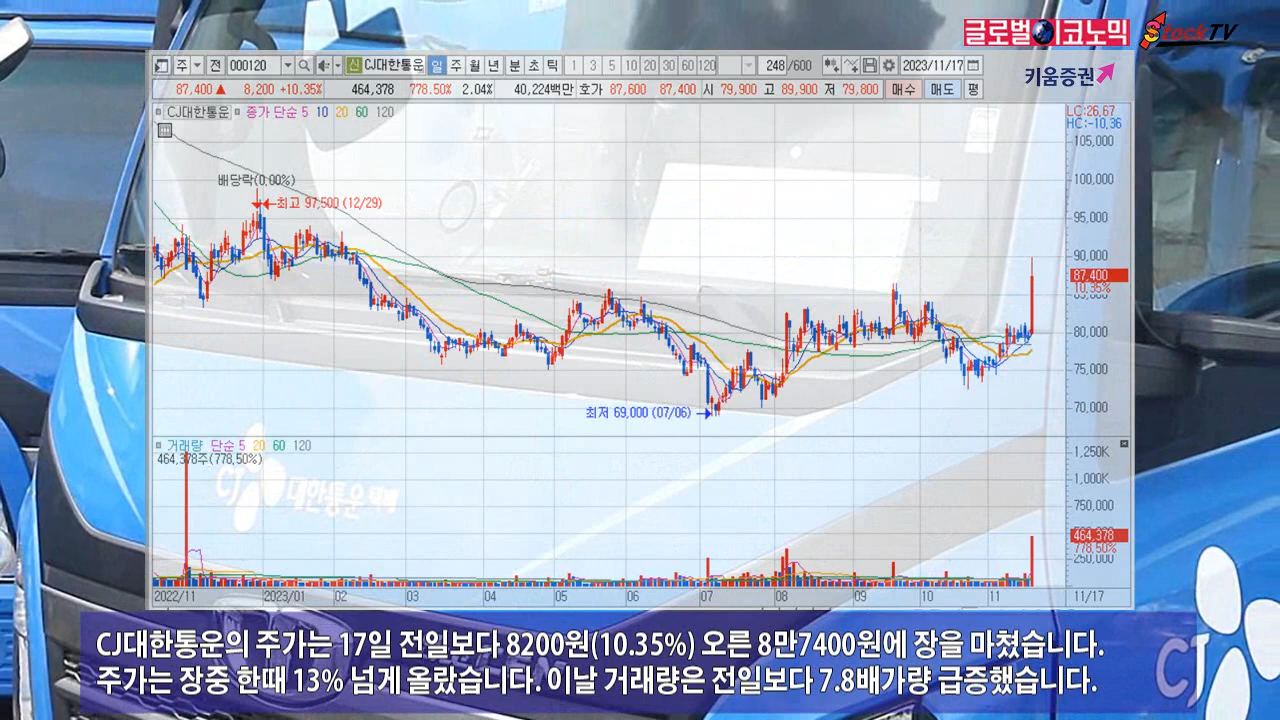 글로벌이코노믹 StockTV
키움증권
주 전 000120 신 CJ대한통운 일 주 월 년 분 초 틱 1 3 5 10 20 30 60 120 248 /600 2023/11/17
87,400 ▲ 8,200 +10.35% 464,378 778.50% 2.04% 40,224백만 호가 87,600 87,400 시 79,900 고 89,900 저 79,800 매수 매도 평
CJ대한통운 종가 단순 5 10 20 60 120
LC:26.67
HC:-10.36
105,000
배당락(0.00%)
100,000
최고 97,500 (12/29)
95,000
90,000
87,400
10.35%
85,000
80,000
75,000
최저 69,000 (07/06)
70,000
거래량 단순 5 20 60 120
464,378주(778.50%)
1,250K
1,000K
CJ대한통운 택배
750,000
464,378
778.50%
250,000
2022/11 2023/01 02 03 04 05 06 07 08 09 10 11 11/17
CJ대한통운의 주가는 17일 전일보다 8200원(10.35%) 오른 8만7400원에 장을 마쳤습니다.
주가는 장중 한때 13% 넘게 올랐습니다. 이날 거래량은 전일보다 7.8배가량 급증했습니다.
CJ